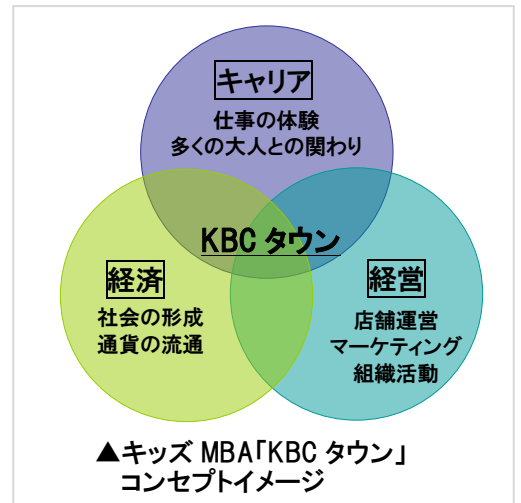 キャリア
仕事の体験
多くの大人との関わり
KBC タウン
経済
社会の形成
通貨の流通
経営
店舗運営
マーケティング
組織活動
▲キッズ MBA「KBC タウン」
コンセプトイメージ